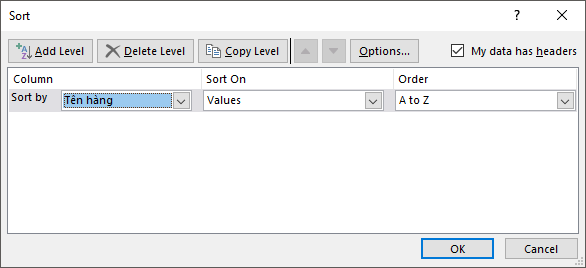 Sort
Add Level Delete Level Copy Level Options... My data has headers
Column Sort On Order
Sort by Tên hàng Values A to Z
OK Cancel